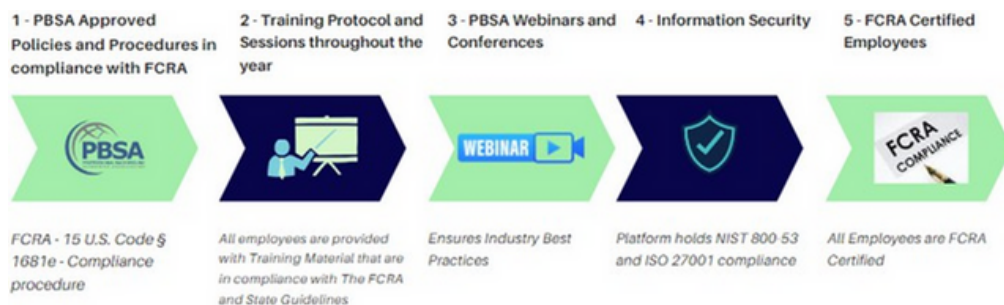 1 - PBSA Approved
Policies and Procedures in
compliance with FCRA
2 - Training Protocol and
Sessions throughout the
year
3 - PBSA Webinars and
Conferences
4 - Information Security
5 - FCRA Certified
Employees
PBSA
WEBINAR
FCRA
COMPLIANCE
FCRA - 15 U.S. Code §
1681e - Compliance
procedure
All employees are provided
with Training Material that are
in compliance with The FCRA
and State Guidelines
Ensures Industry Best
Practices
Platform holds NIST 800-53
and ISO 27001 compliance
All Employees are FCRA
Certified